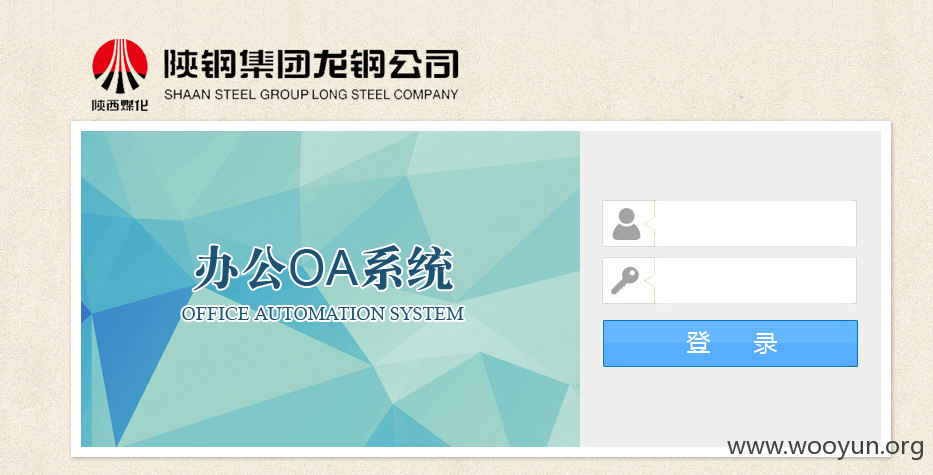 陕钢集团龙钢公司
SHAAN STEEL GROUP LONG STEEL COMPANY
陕西煤化
办公OA系统
OFFICE AUTOMATION SYSTEM
登 录
www.wooyun.org